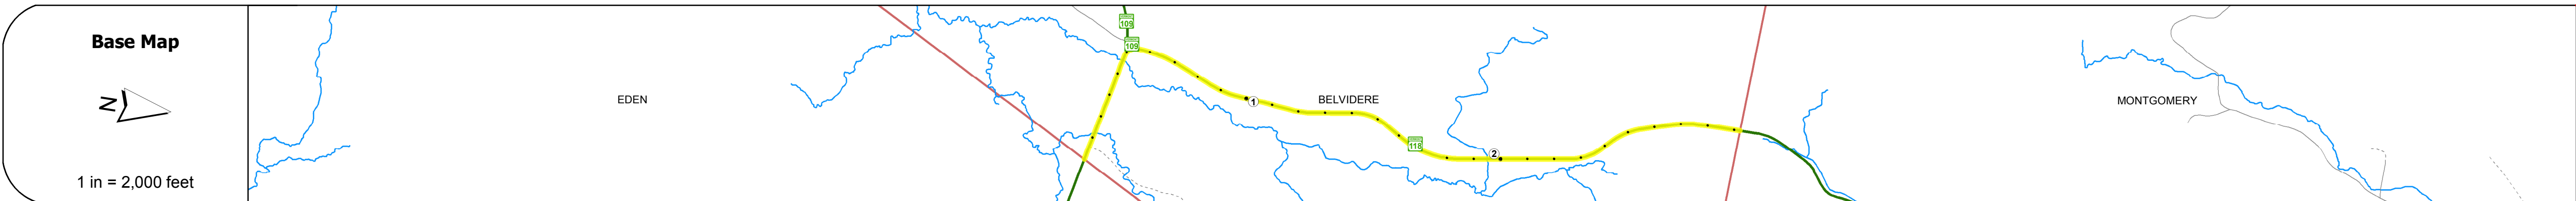 Base Map
N
1 in = 2,000 feet
EDEN
109
109
1
BELVIDERE
118
2
MONTGOMERY